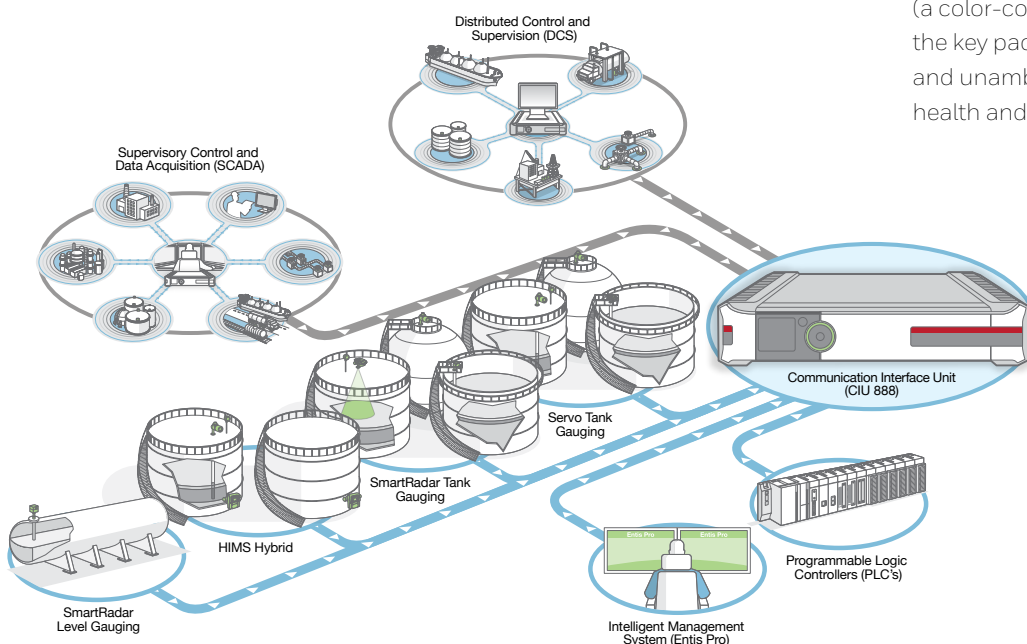 (a color-co
the key pac
and unamb
health and
Distributed Control and
Supervision (DCS)
Supervisory Control and
Data Acquisition (SCADA)
Communication Interface Unit
(CIU 888)
Servo Tank
Gauging
SmartRadar Tank
Gauging
HIMS Hybrid
SmartRadar
Level Gauging
Entis Pro
Entis Pro
Programmable Logic
Controllers (PLC's)
Intelligent Management
System (Entis Pro)